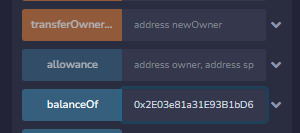 transferOwner... address newOwner
allowance address owner, address sp
balanceOf 0x2E03e81a31E93B1bD6